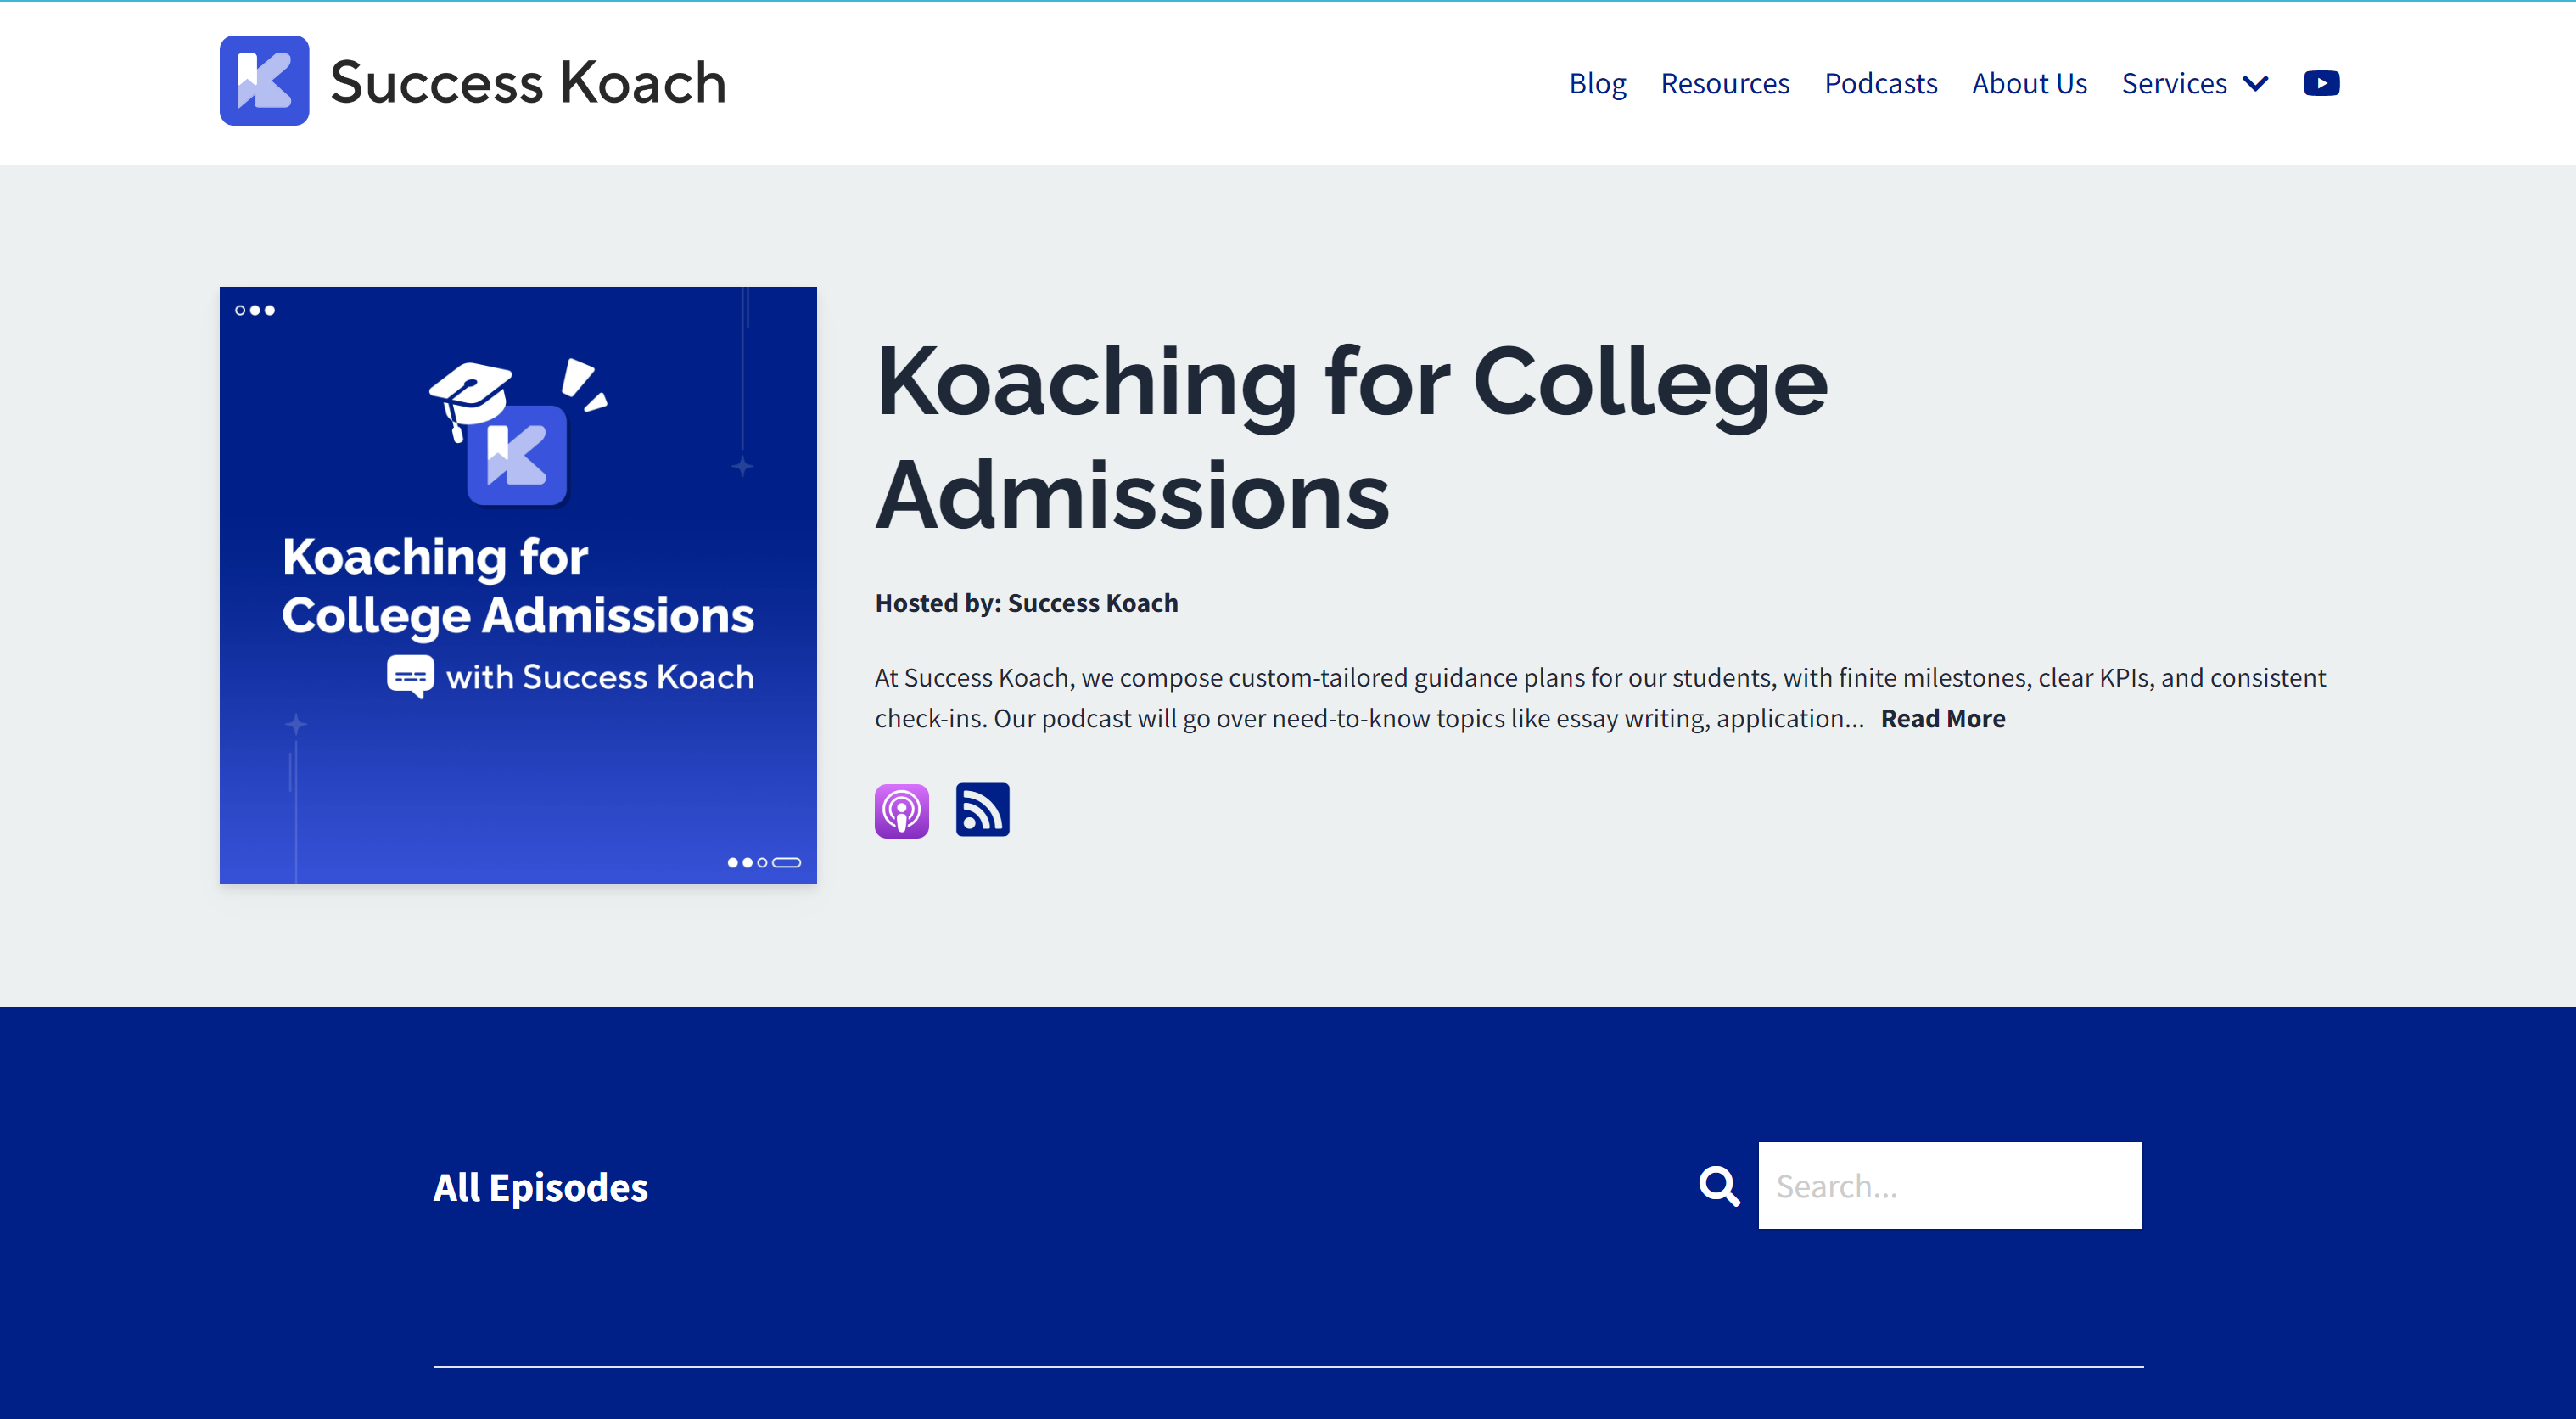 Success Koach
Blog Resources Podcasts About Us Services
Koaching for
College Admissions
with Success Koach
Koaching for College
Admissions
Hosted by: Success Koach
At Success Koach, we compose custom-tailored guidance plans for our students, with finite milestones, clear KPIs, and consistent
check-ins. Our podcast will go over need-to-know topics like essay writing, application... Read More
All Episodes
Search...